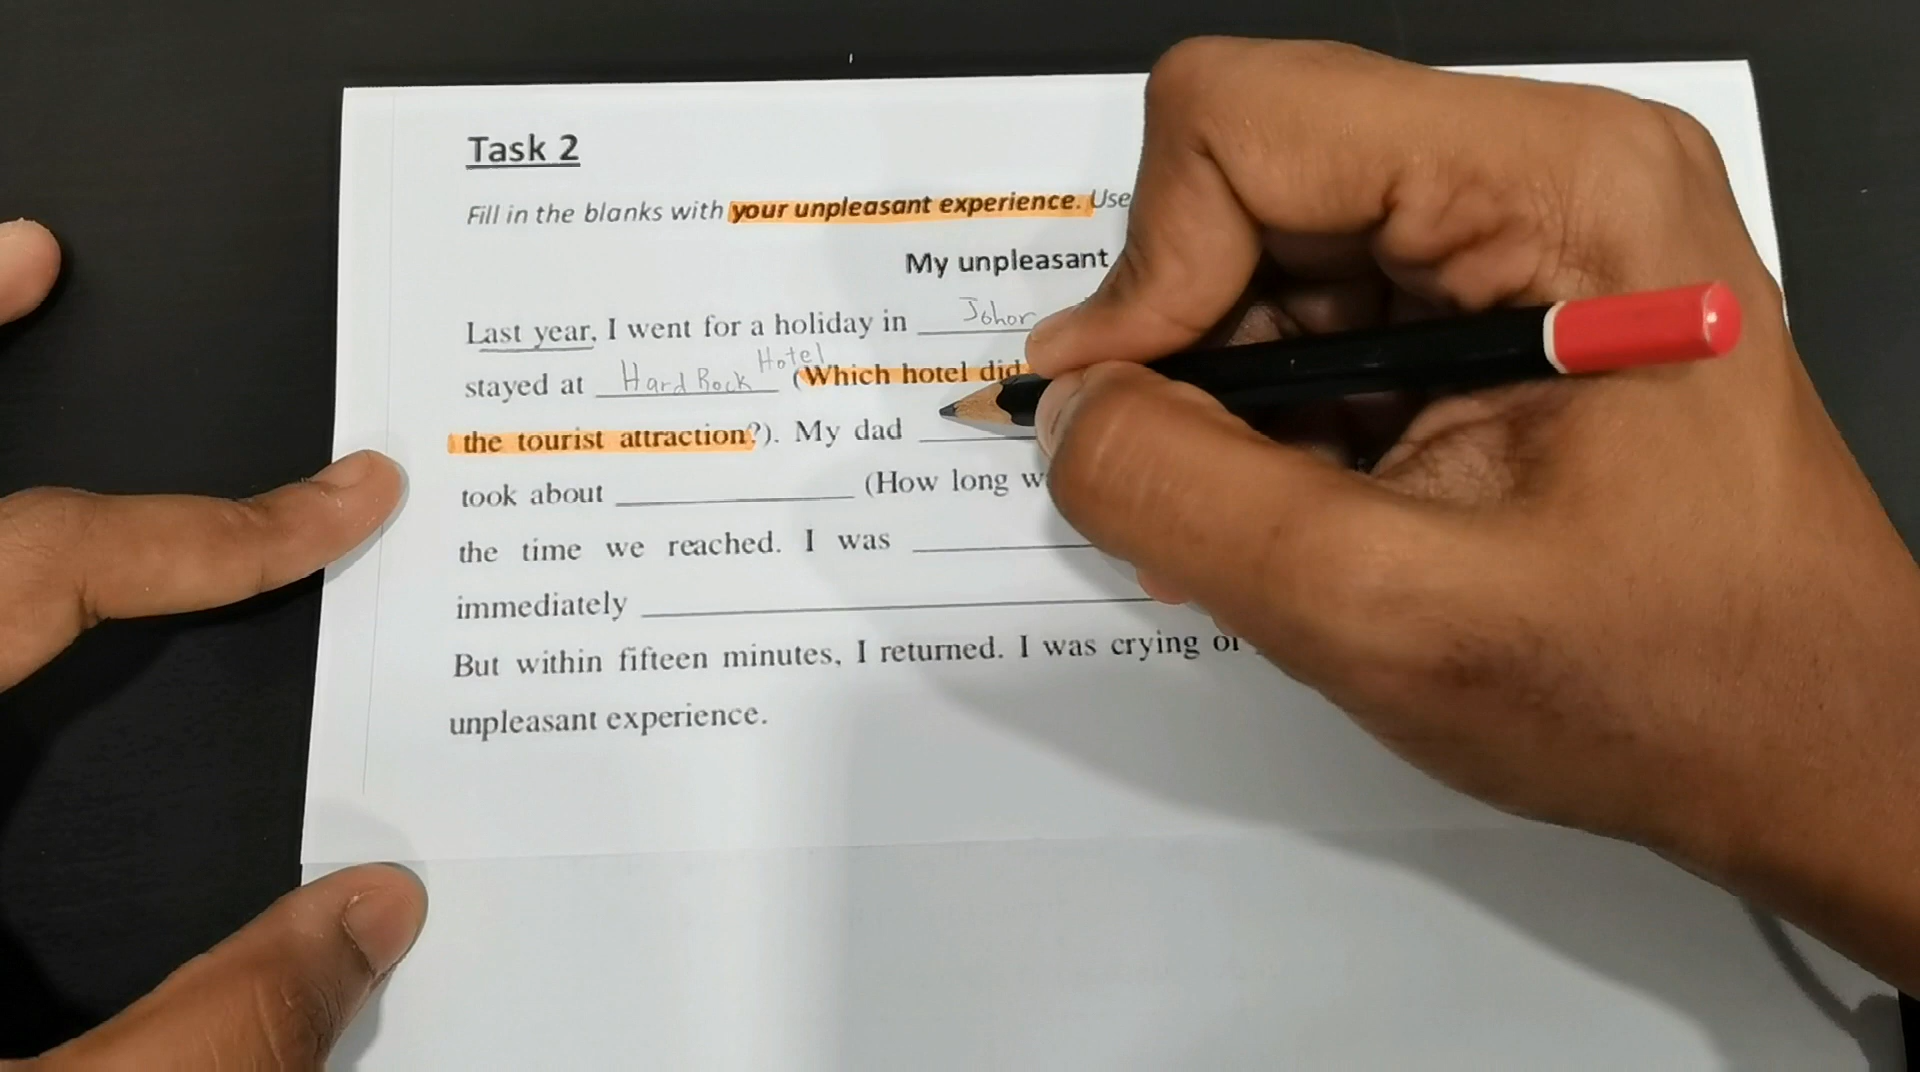 Task 2
Fill in the blanks with your unpleasant experience. Use
My unpleasant
Last year, I went for a holiday in Johor
stayed at Hard Rock Hotel (Which hotel did
the tourist attraction?). My dad
took about (How long
the time we reached. I was
immediately
But within fifteen minutes, I returned. I was crying
unpleasant experience.